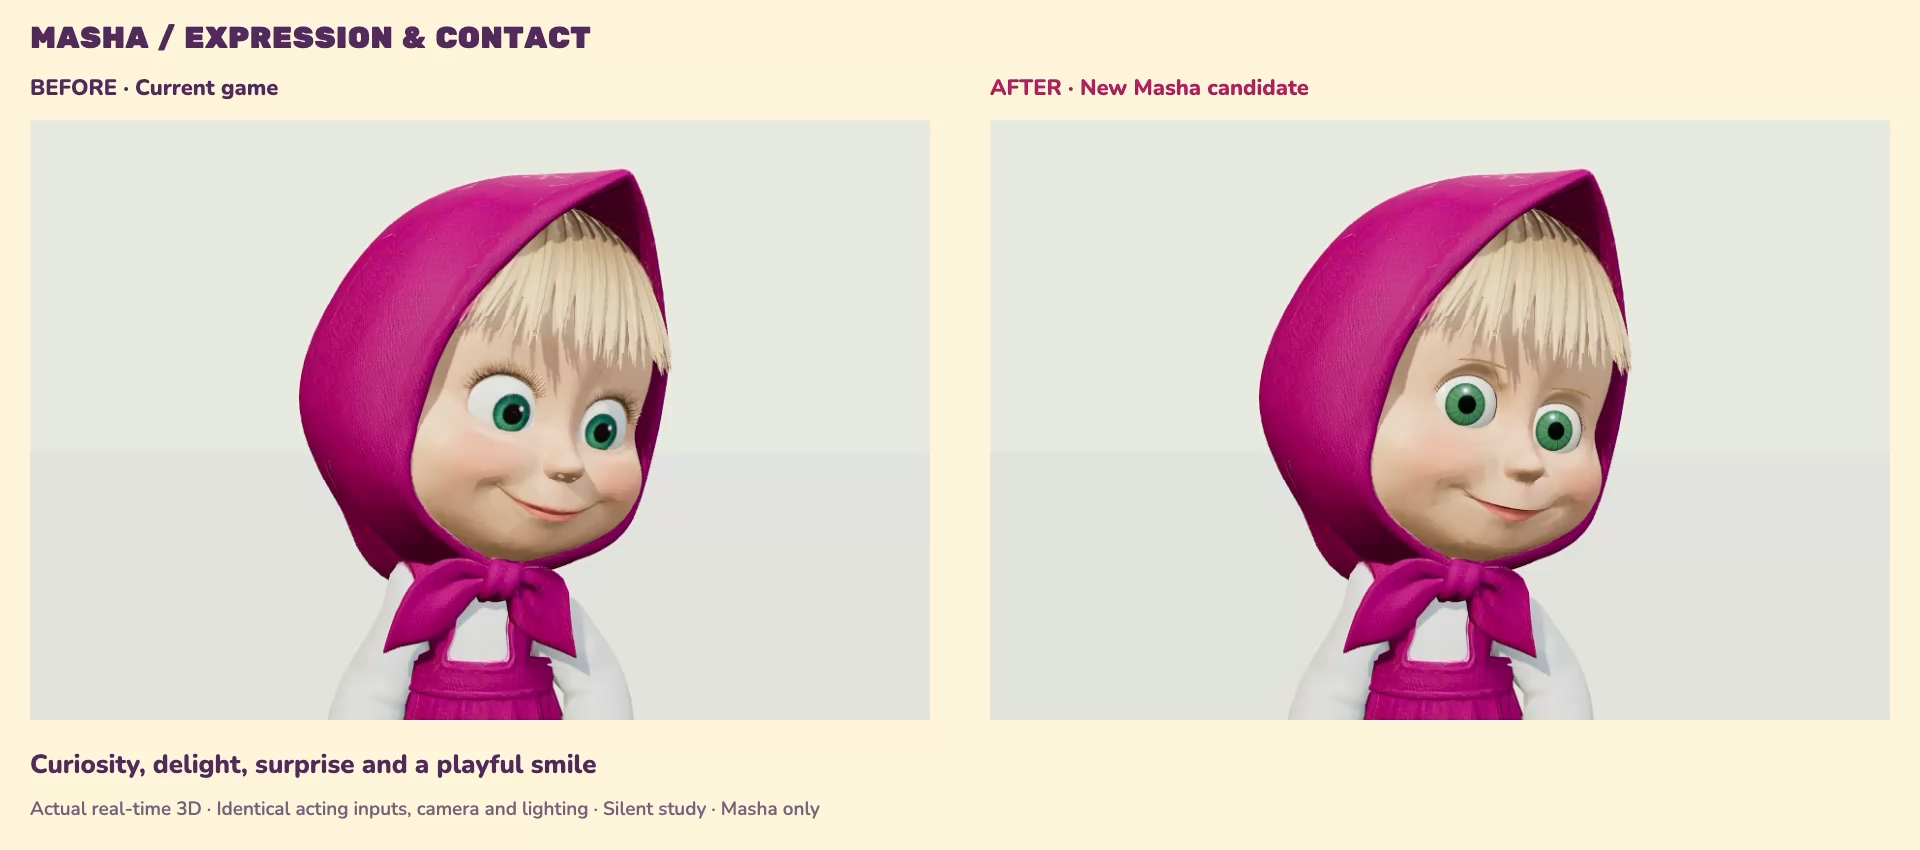 MASHA / EXPRESSION & CONTACT
BEFORE · Current game
AFTER · New Masha candidate
Curiosity, delight, surprise and a playful smile
Actual real-time 3D · Identical acting inputs, camera and lighting · Silent study · Masha only